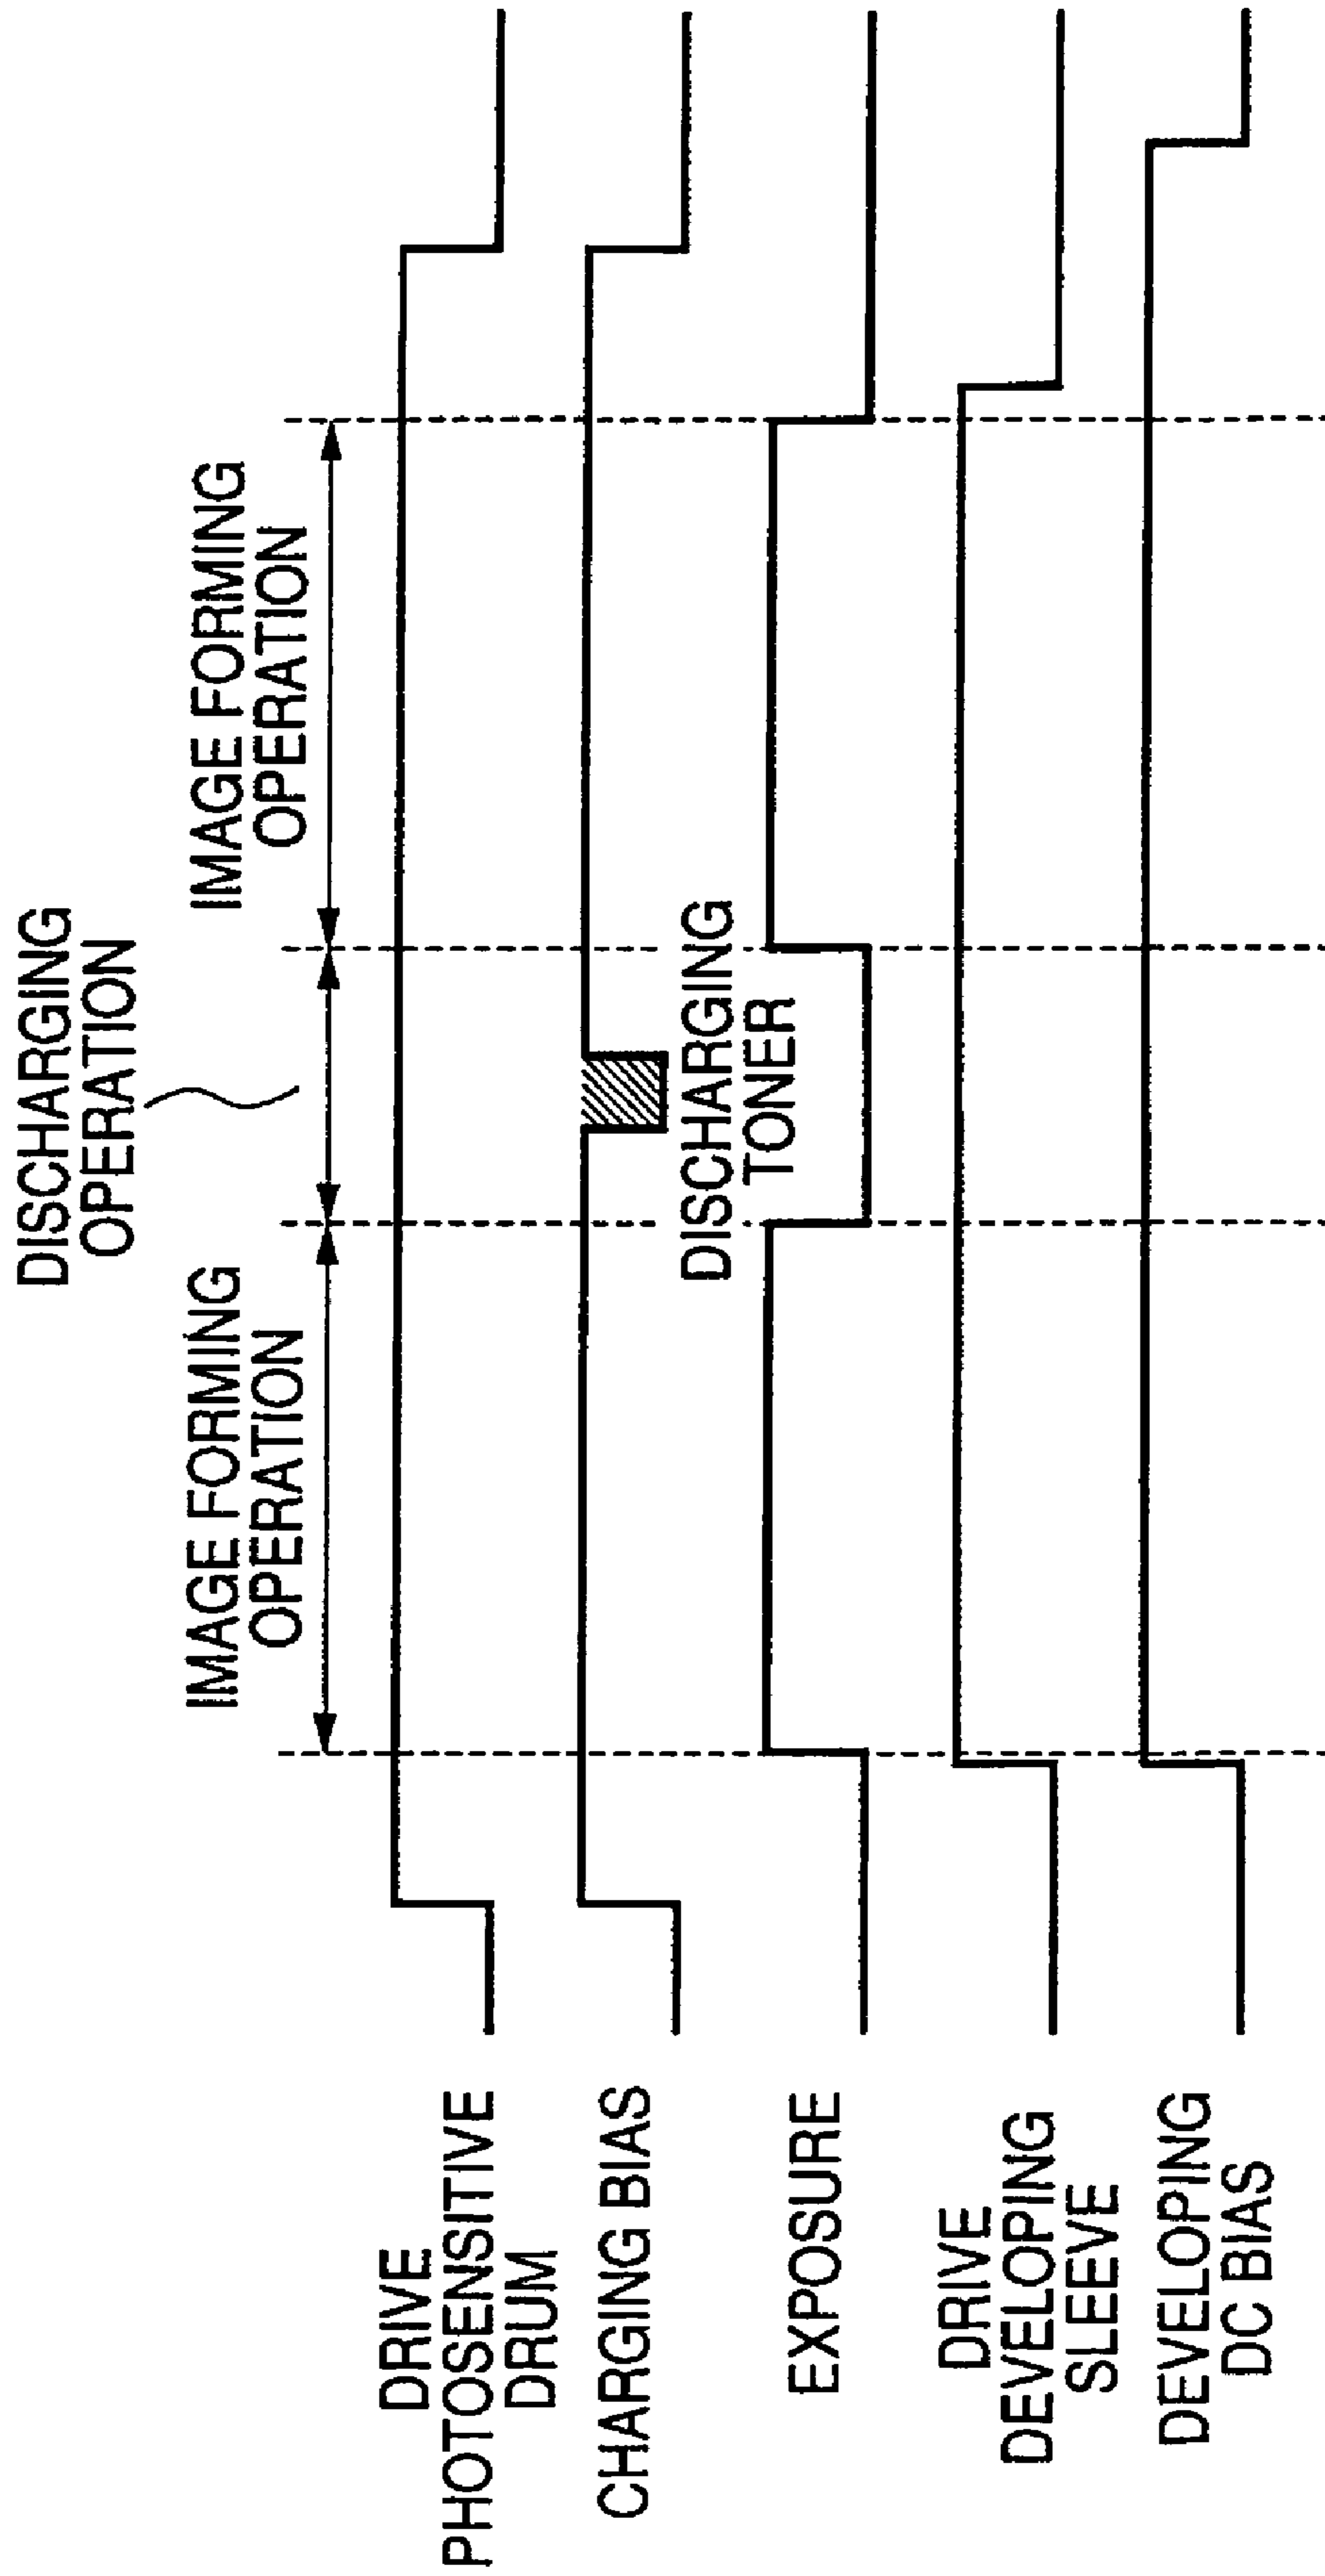 DISCHARGING
OPERATION
IMAGE FORMING
OPERATION
IMAGE FORMING
OPERATION
DRIVE
PHOTOSENSITIVE
DRUM
CHARGING BIAS
DISCHARGING
TONER
EXPOSURE
DRIVE
DEVELOPING
SLEEVE
DEVELOPING
DC BIAS